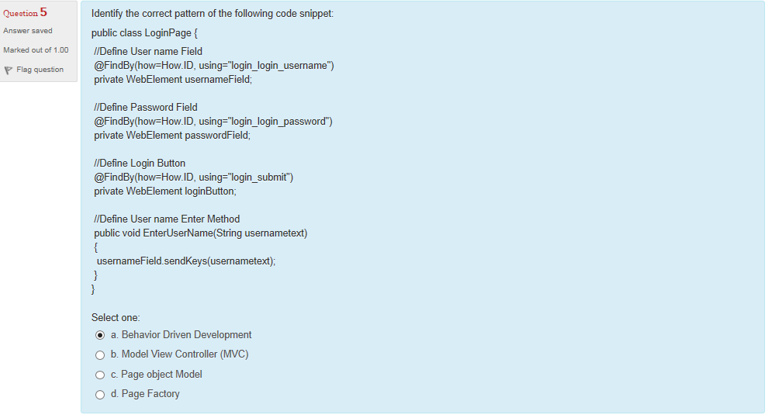 Question 5
Answer saved
Marked out of 1.00
Flag question
Identify the correct pattern of the following code snippet:
public class LoginPage {
//Define User name Field
@FindBy(how=How.ID, using="login_login_username")
private WebElement usernameField;
//Define Password Field
@FindBy(how=How.ID, using="login_login_password")
private WebElement passwordField;
//Define Login Button
@FindBy(how=How.ID, using="login_submit")
private WebElement loginButton;
//Define User name Enter Method
public void EnterUserName(String usernametext)
{
usernameField.sendKeys(usernametext);
}
}
Select one:
a. Behavior Driven Development
b. Model View Controller (MVC)
c. Page object Model
d. Page Factory